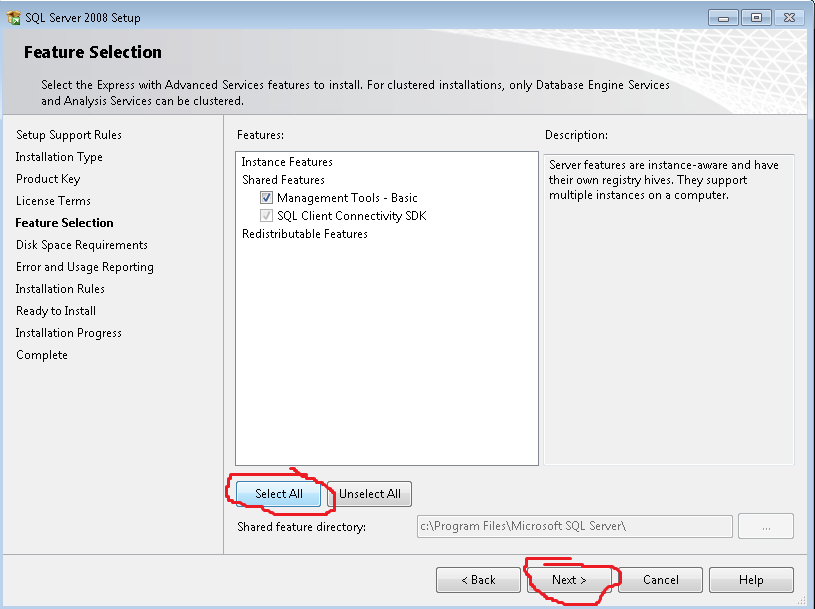 SQL Server 2008 Setup
Feature Selection
Select the Express with Advanced Services features to install. For clustered installations, only Database Engine Services
and Analysis Services can be clustered.
Setup Support Rules
Installation Type
Product Key
License Terms
Feature Selection
Disk Space Requirements
Error and Usage Reporting
Installation Rules
Ready to Install
Installation Progress
Complete
Features:
Instance Features
Shared Features
Management Tools - Basic
SQL Client Connectivity SDK
Redistributable Features
Description:
Server features are instance-aware and have
their own registry hives. They support
multiple instances on a computer.
Select All
Unselect All
Shared feature directory:
c:\Program Files\Microsoft SQL Server\
...
< Back
Next >
Cancel
Help